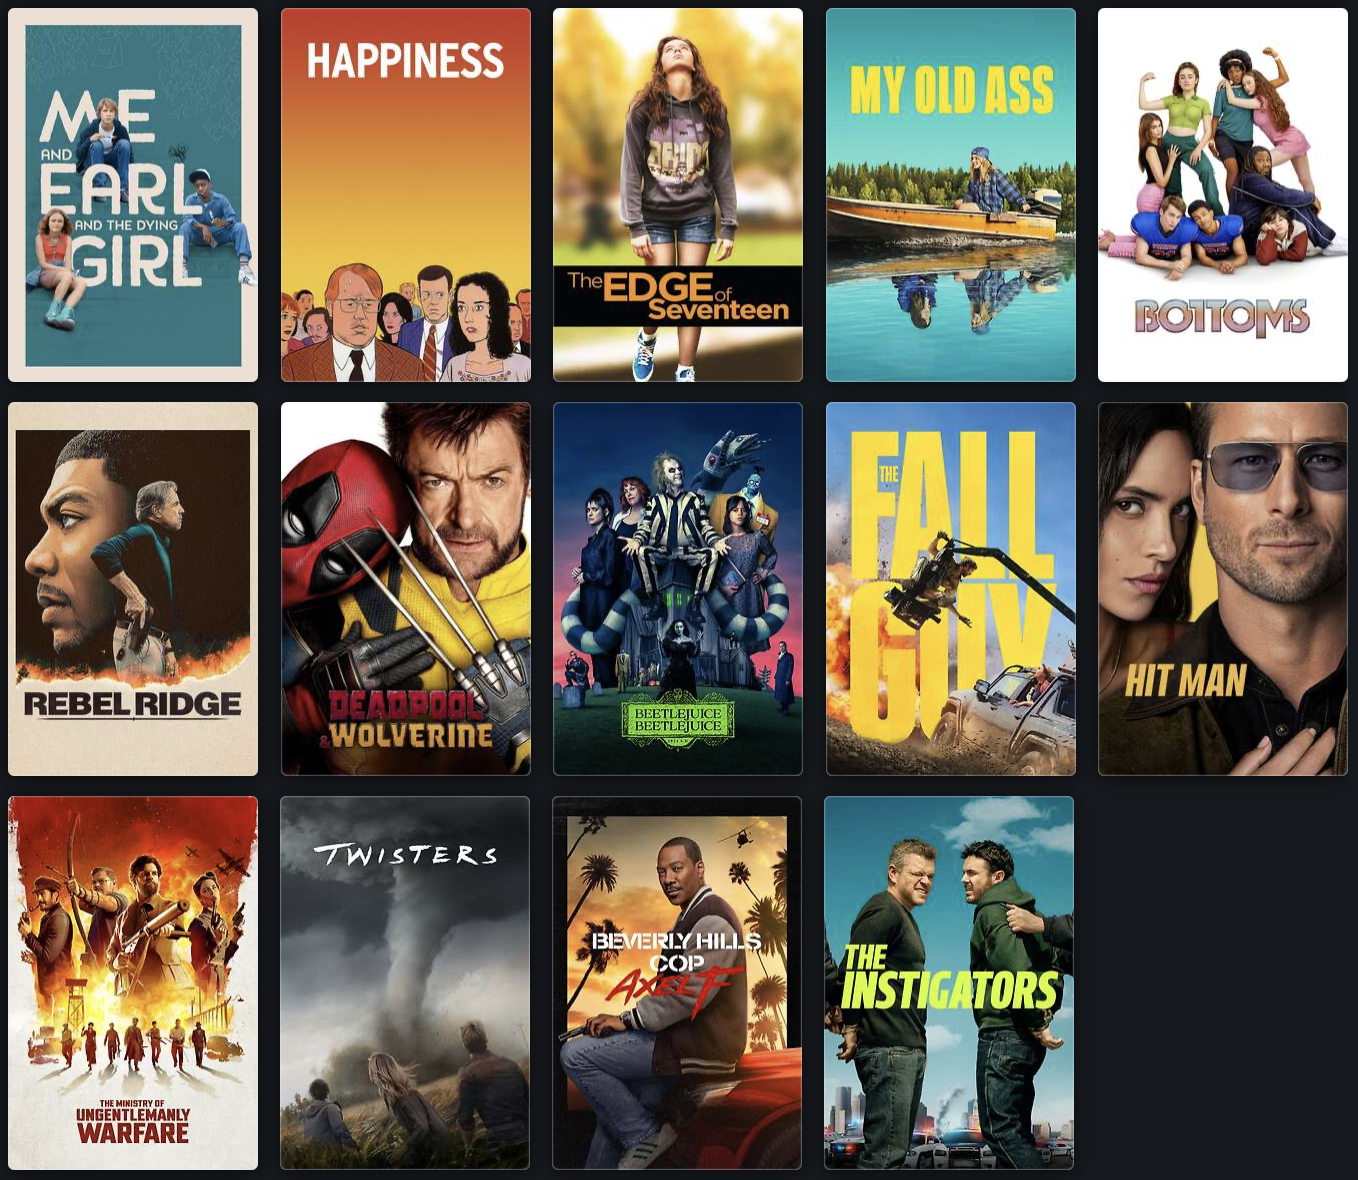 ME
AND
EARL
AND THE DYING
GIRL
HAPPINESS
The EDGE of
Seventeen
MY OLD ASS
BOTTOMS
REBEL RIDGE
DEADPOOL
& WOLVERINE
BEETLEJUICE
BEETLEJUICE
THE
FALL
GUY
HIT MAN
THE MINISTRY OF
UNGENTLEMANLY
WARFARE
TWISTERS
BEVERLY HILLS
COP
AXEL F
THE
INSTIGATORS